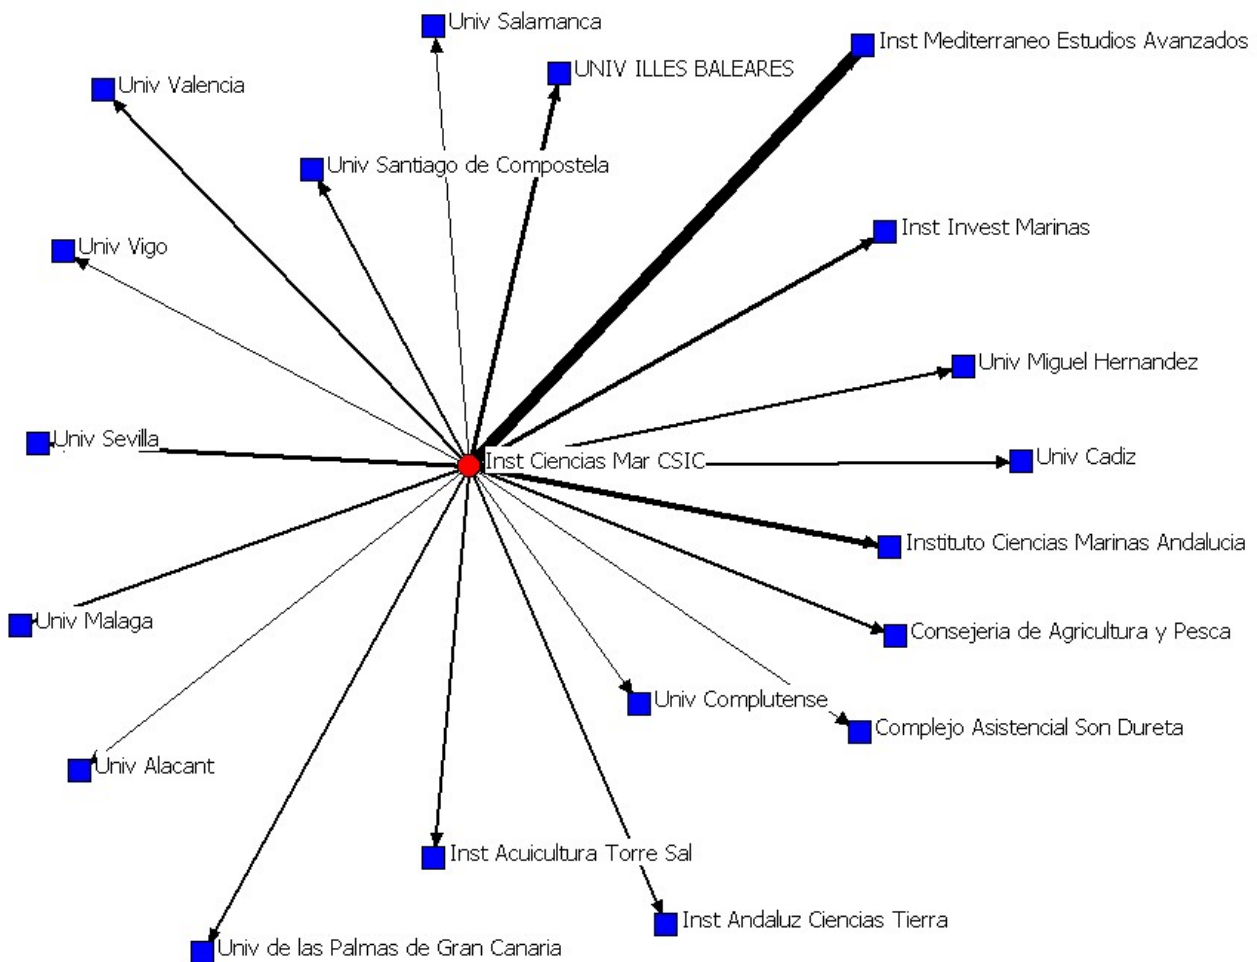 Univ Salamanca
Inst Mediterraneo Estudios Avanzados
UNIV ILLES BALEARES
Univ Valencia
Univ Santiago de Compostela
Inst Invest Marinas
Univ Vigo
Univ Miguel Hernandez
Univ Sevilla
Inst Ciencias Mar CSIC
Univ Cadiz
Instituto Ciencias Marinas Andalucia
Univ Malaga
Consejeria de Agricultura y Pesca
Univ Complutense
Complejo Asistencial Son Dureta
Univ Alacant
Inst Acuicultura Torre Sal
Inst Andaluz Ciencias Tierra
Univ de las Palmas de Gran Canaria